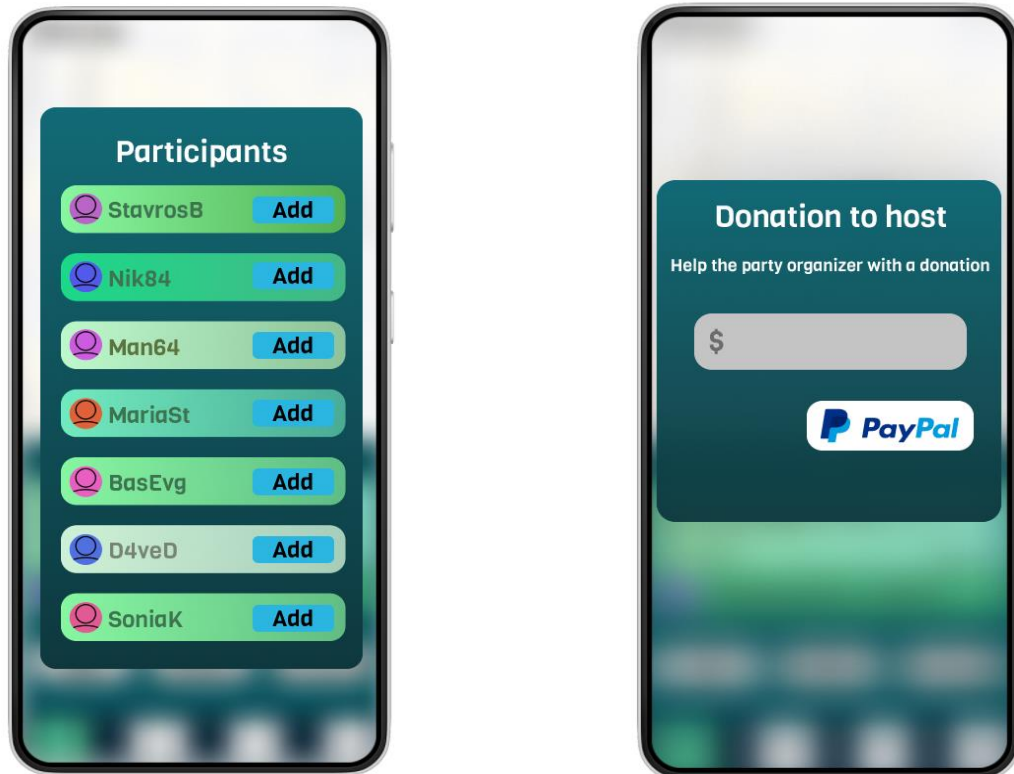 Participants
StavrosB Add
Nik84 Add
Man64 Add
MariaSt Add
BasEvg Add
D4veD Add
SoniaK Add
Donation to host
Help the party organizer with a donation
$
PayPal